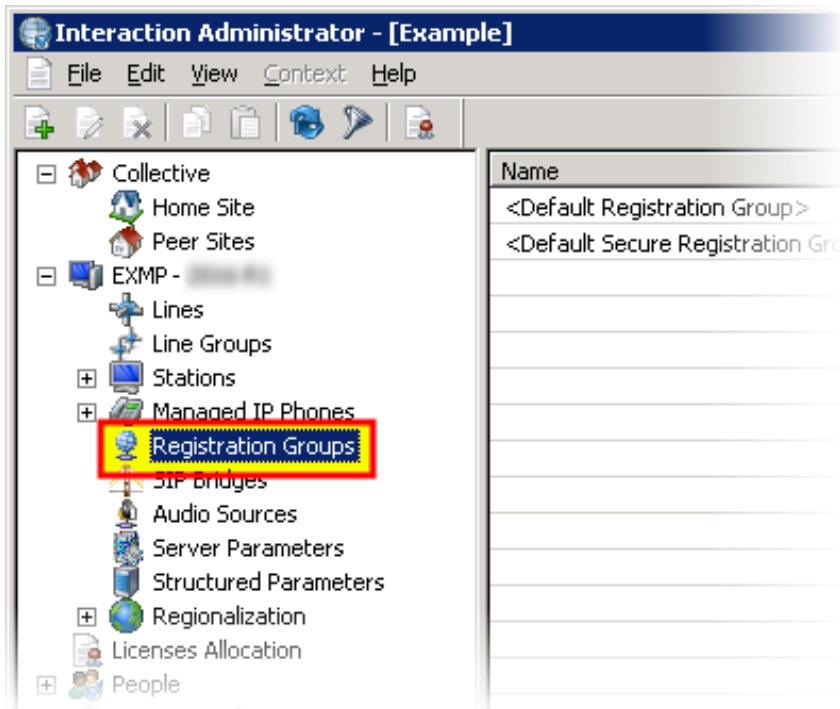 Interaction Administrator - [Example]
File Edit View Context Help
Name
<Default Registration Group>
<Default Secure Registration
Collective
Home Site
Peer Sites
EXMP -
Lines
Line Groups
Stations
Managed IP Phones
Registration Groups
SIP Bridges
Audio Sources
Server Parameters
Structured Parameters
Regionalization
Licenses Allocation
People